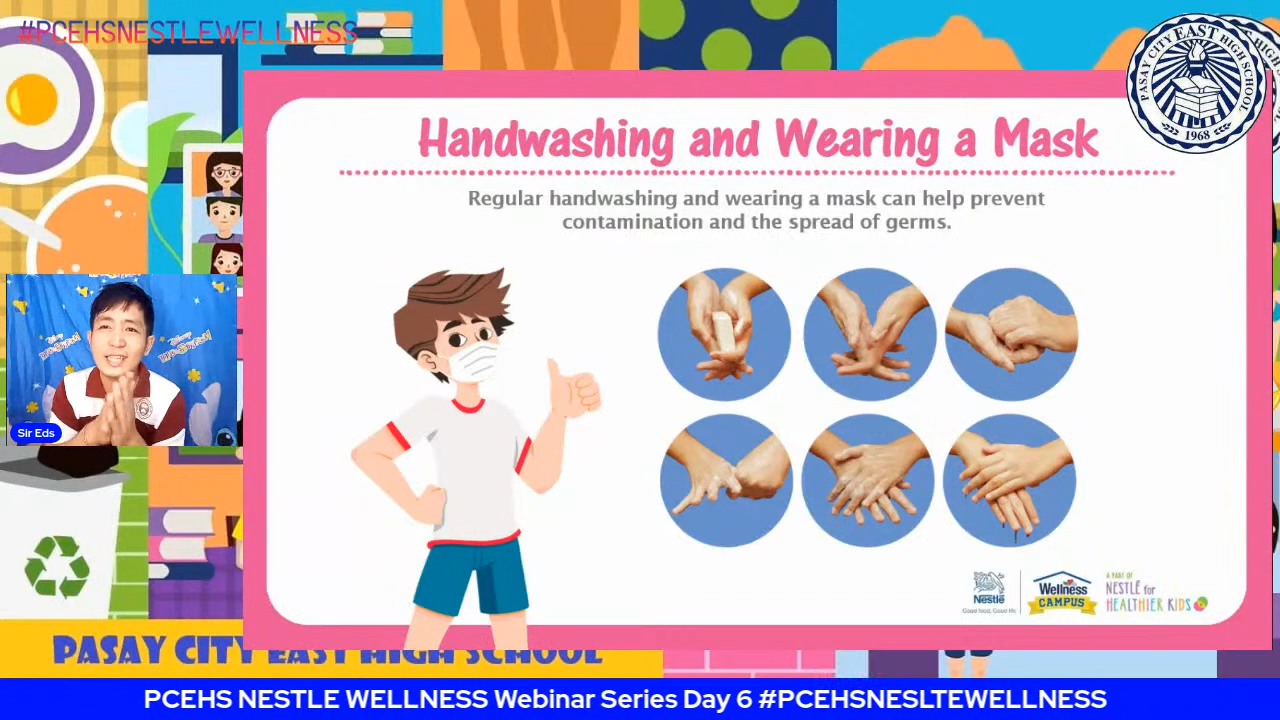 #PCEHSNESTLEWELLNESS
PASAY CITY EAST HIGH SCHOOL
1968
Handwashing and Wearing a Mask
Regular handwashing and wearing a mask can help prevent
contamination and the spread of germs.
Sir Eds
Nestlé
Good food, Good life
Wellness
CAMPUS
A PART OF
NESTLÉ for
HEALTHIER KIDS
PASAY CITY EAST HIGH SCHOOL
PCEHS NESTLE WELLNESS Webinar Series Day 6 #PCEHSNESLTEWELLNESS